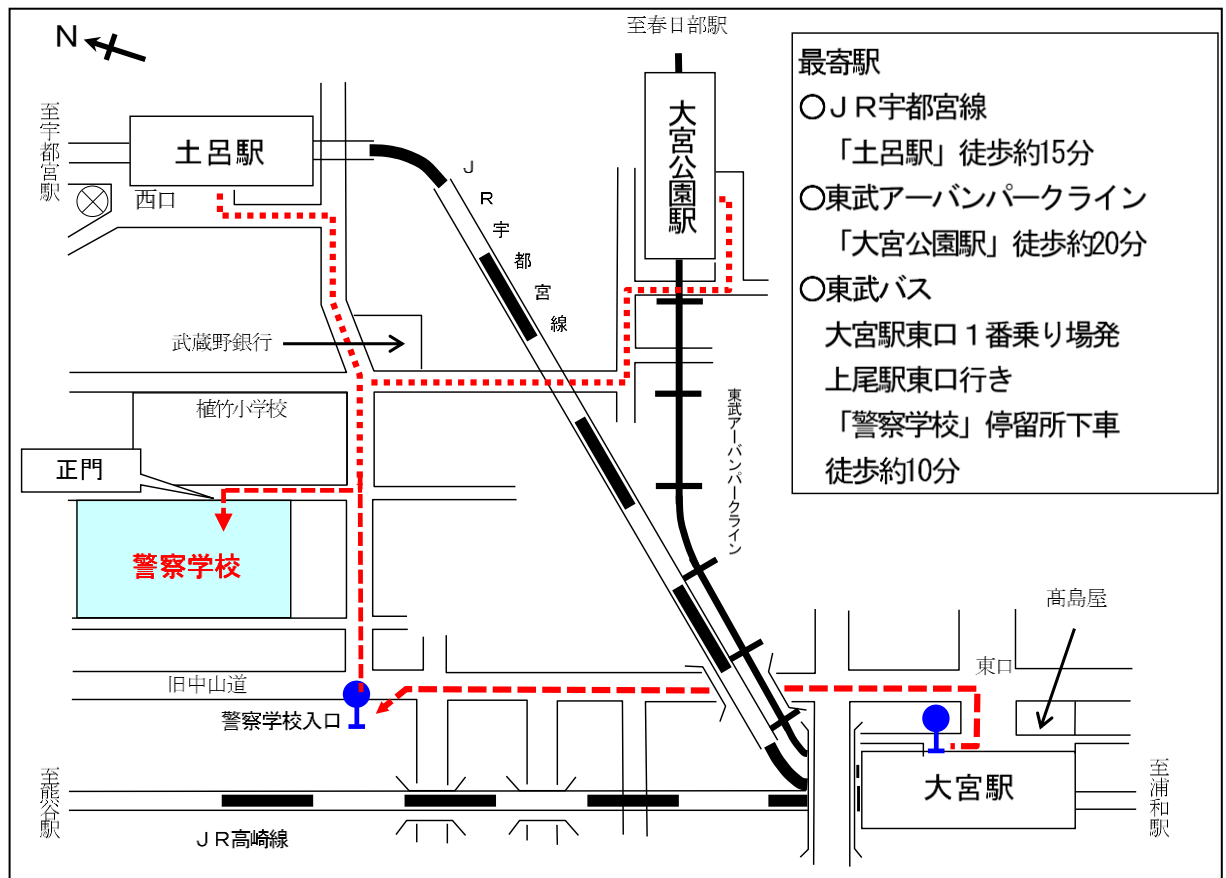 N
至春日部駅
最寄駅
○ＪＲ宇都宮線
「土呂駅」徒歩約15分
○東武アーバンパークライン
「大宮公園駅」徒歩約20分
○東武バス
大宮駅東口１番乗り場発
上尾駅東口行き
「警察学校」停留所下車
徒歩約10分
至宇都宮駅
土呂駅
西口
大宮公園駅
ＪＲ宇都宮線
武蔵野銀行
植竹小学校
東武アーバンパークライン
正門
警察学校
髙島屋
東口
旧中山道
警察学校入口
至熊谷駅
大宮駅
至浦和駅
ＪＲ高崎線